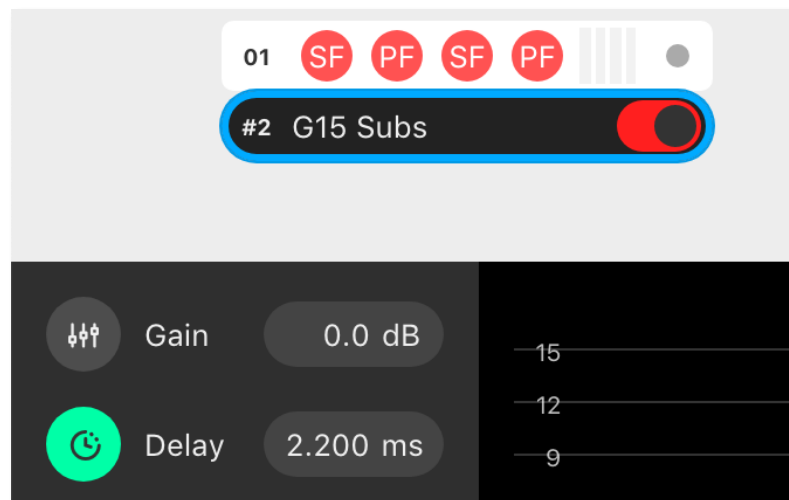 01 SF PF SF PF
#2 G15 Subs
Gain 0.0 dB
Delay 2.200 ms
15
12
9